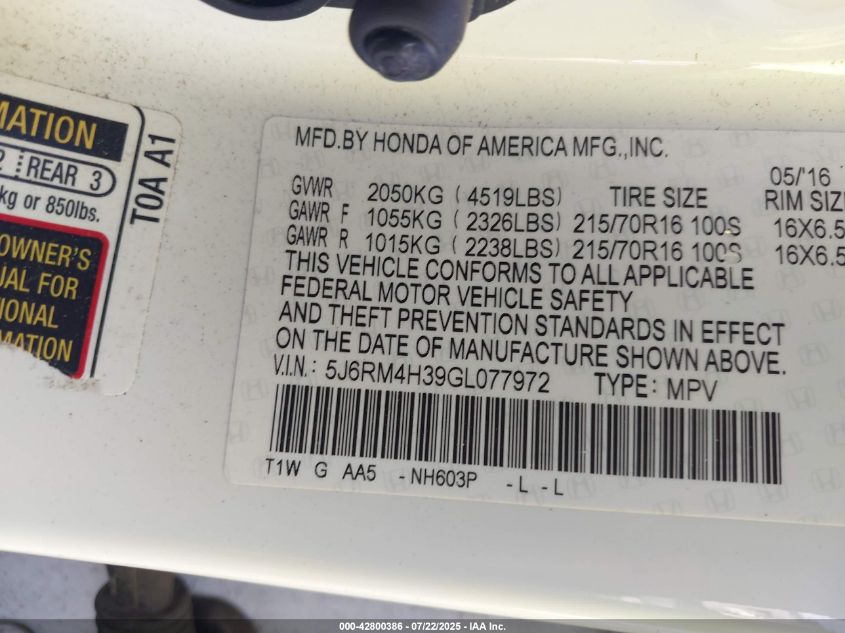 MATION
2 REAR 3
kg or 850lbs.
OWNER'S
UAL FOR
IONAL
MATION
T0A A1
MFD.BY HONDA OF AMERICA MFG.,INC.
05/'16
GVWR 2050KG (4519LBS) TIRE SIZE RIM SIZE
GAWR F 1055KG (2326LBS) 215/70R16 100S 16X6.5
GAWR R 1015KG (2238LBS) 215/70R16 100S 16X6.5
THIS VEHICLE CONFORMS TO ALL APPLICABLE
FEDERAL MOTOR VEHICLE SAFETY
AND THEFT PREVENTION STANDARDS IN EFFECT
ON THE DATE OF MANUFACTURE SHOWN ABOVE.
V.I.N.: 5J6RM4H39GL077972 TYPE: MPV
T1W G AA5 -NH603P -L -L
000-42800386 - 07/22/2025 - IAA Inc.